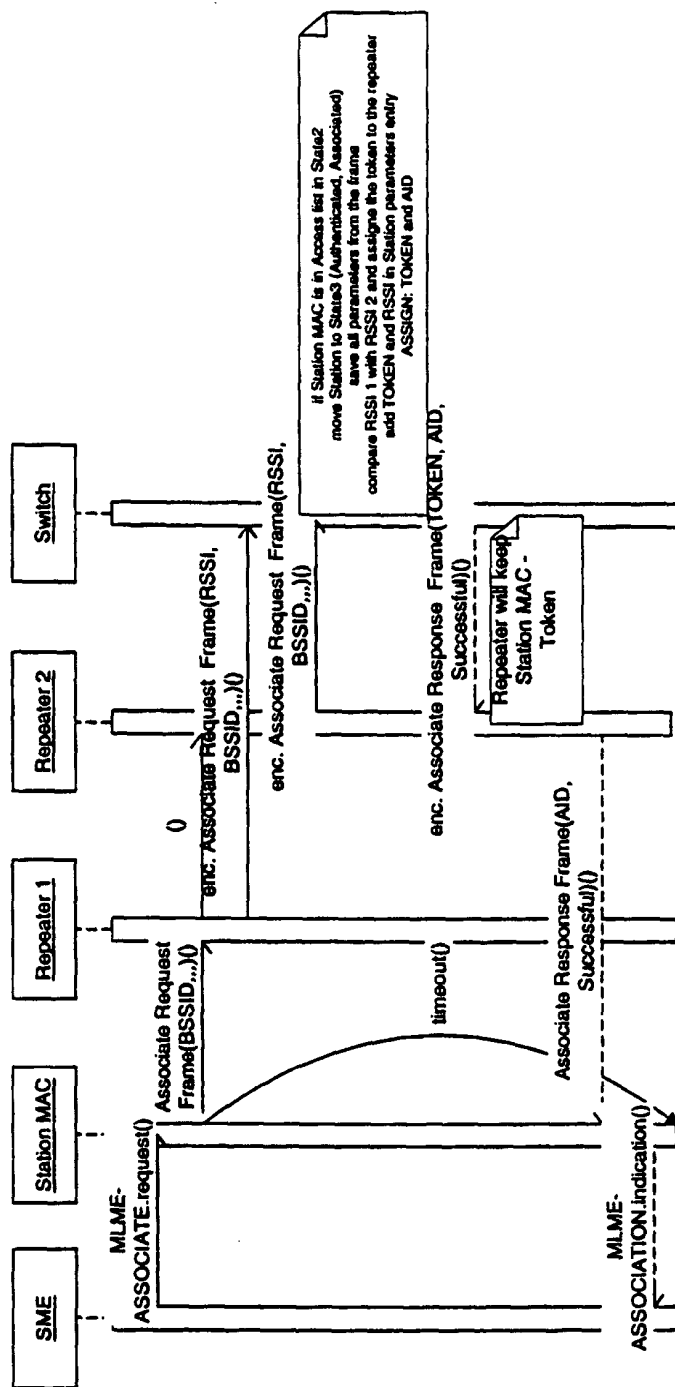 SME
Station MAC
Repeater 1
Repeater 2
Switch
MLME-
ASSOCIATE.request()
Associate Request
Frame(BSSID,,,)()
()
enc. Associate Request Frame(RSSI,
BSSID,,,)()
enc. Associate Request Frame(RSSI,
BSSID,,,)()
if Station MAC is in Access list in State2
move Station to State3 (Authenticated, Associated)
save all parameters from the frame
compare RSSI 1 with RSSI 2 and assigne the token to the repeater
add TOKEN and RSSI in Station parameters entry
ASSIGN: TOKEN and AID
timeout()
enc. Associate Response Frame(TOKEN, AID,
Successful)()
Repeater will keep
Station MAC -
Token
Associate Response Frame(AID,
Successful)()
MLME-
ASSOCIATION.indication()